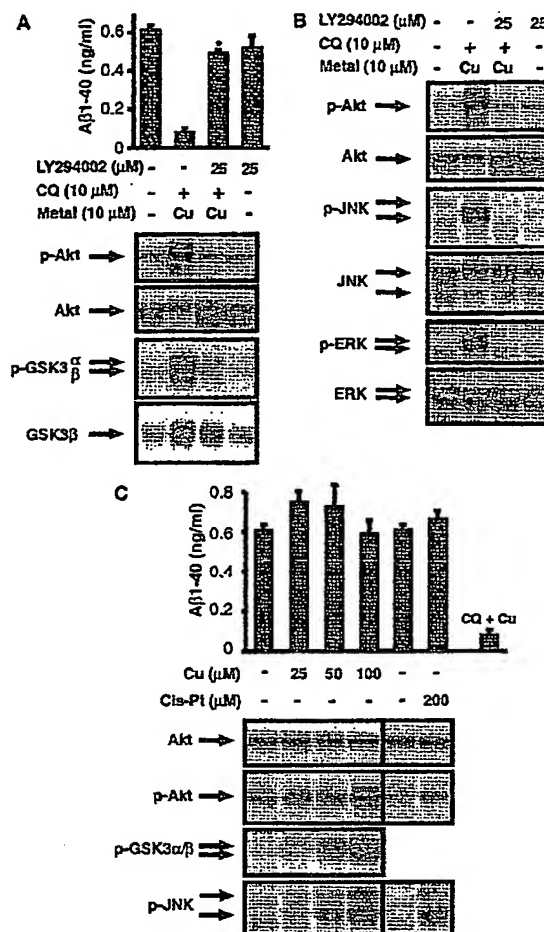 A
Aβ1-40 (ng/ml)
0.6
0.4
0.2
0
*
LY294002 (μM) - - 25 25
CQ (10 μM) - + + -
Metal (10 μM) - Cu Cu -
p-Akt
Akt
p-GSK3 α β
GSK3β
B
LY294002 (μM) - - 25 25
CQ (10 μM) - + + -
Metal (10 μM) - Cu Cu -
p-Akt
Akt
p-JNK
JNK
p-ERK
ERK
C
Aβ1-40 (ng/ml)
0.8
0.6
0.4
0.2
0
CQ + Cu
Cu (μM) - 25 50 100 - -
Cis-Pt (μM) - - - - - 200
Akt
p-Akt
p-GSK3α/β
p-JNK